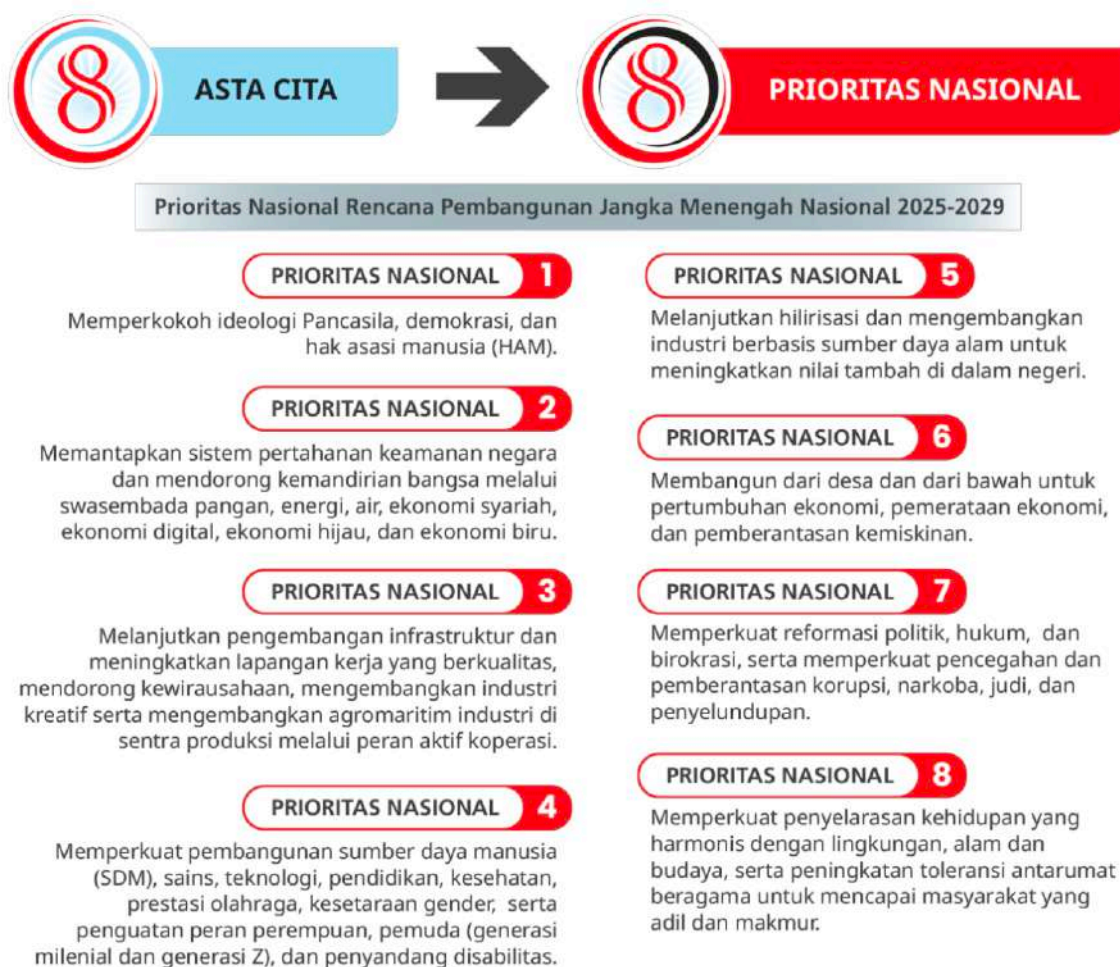 8 ASTA CITA
8 PRIORITAS NASIONAL
Prioritas Nasional Rencana Pembangunan Jangka Menengah Nasional 2025-2029
PRIORITAS NASIONAL 1
Memperkokoh ideologi Pancasila, demokrasi, dan
hak asasi manusia (HAM).
PRIORITAS NASIONAL 2
Memantapkan sistem pertahanan keamanan negara
dan mendorong kemandirian bangsa melalui
swasembada pangan, energi, air, ekonomi syariah,
ekonomi digital, ekonomi hijau, dan ekonomi biru.
PRIORITAS NASIONAL 3
Melanjutkan pengembangan infrastruktur dan
meningkatkan lapangan kerja yang berkualitas,
mendorong kewirausahaan, mengembangkan industri
kreatif serta mengembangkan agromaritim industri di
sentra produksi melalui peran aktif koperasi.
PRIORITAS NASIONAL 4
Memperkuat pembangunan sumber daya manusia
(SDM), sains, teknologi, pendidikan, kesehatan,
prestasi olahraga, kesetaraan gender, serta
penguatan peran perempuan, pemuda (generasi
milenial dan generasi Z), dan penyandang disabilitas.
PRIORITAS NASIONAL 5
Melanjutkan hilirisasi dan mengembangkan
industri berbasis sumber daya alam untuk
meningkatkan nilai tambah di dalam negeri.
PRIORITAS NASIONAL 6
Membangun dari desa dan dari bawah untuk
pertumbuhan ekonomi, pemerataan ekonomi,
dan pemberantasan kemiskinan.
PRIORITAS NASIONAL 7
Memperkuat reformasi politik, hukum, dan
birokrasi, serta memperkuat pencegahan dan
pemberantasan korupsi, narkoba, judi, dan
penyelundupan.
PRIORITAS NASIONAL 8
Memperkuat penyelarasan kehidupan yang
harmonis dengan lingkungan, alam dan
budaya, serta peningkatan toleransi antarumat
beragama untuk mencapai masyarakat yang
adil dan makmur.